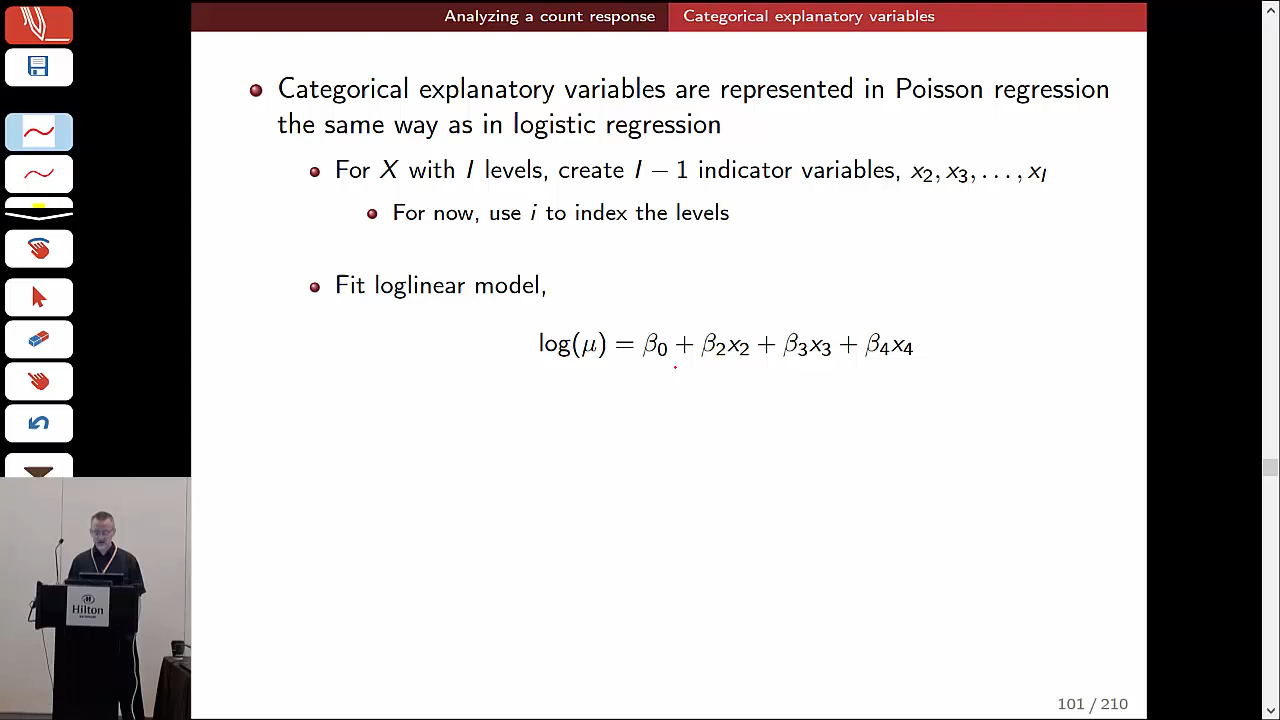 Analyzing a count response Categorical explanatory variables
Categorical explanatory variables are represented in Poisson regression
the same way as in logistic regression
For X with I levels, create I − 1 indicator variables, x₂, x₃, . . . , x_I
For now, use i to index the levels
Fit loglinear model,
log(μ) = β₀ + β₂x₂ + β₃x₃ + β₄x₄
Hilton
101 / 210